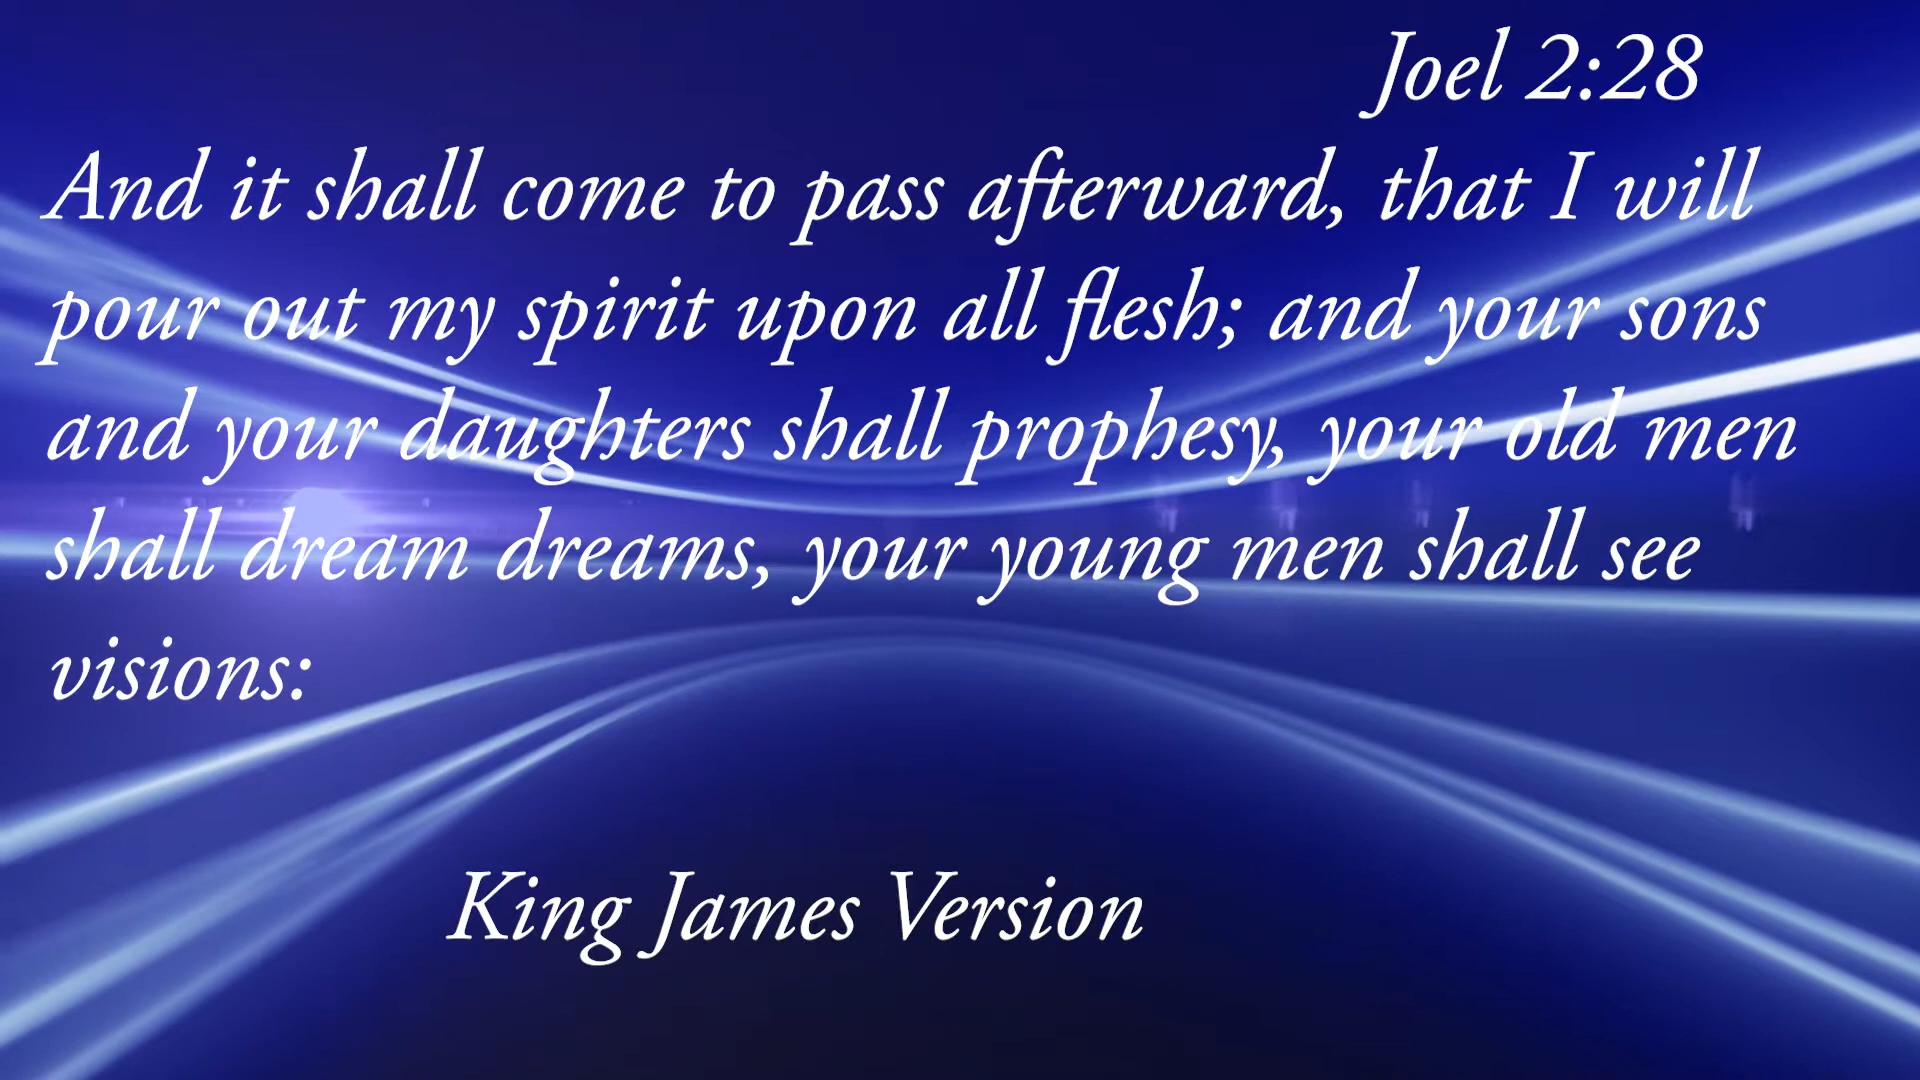 Joel 2:28
And it shall come to pass afterward, that I will
pour out my spirit upon all flesh; and your sons
and your daughters shall prophesy, your old men
shall dream dreams, your young men shall see
visions:
King James Version